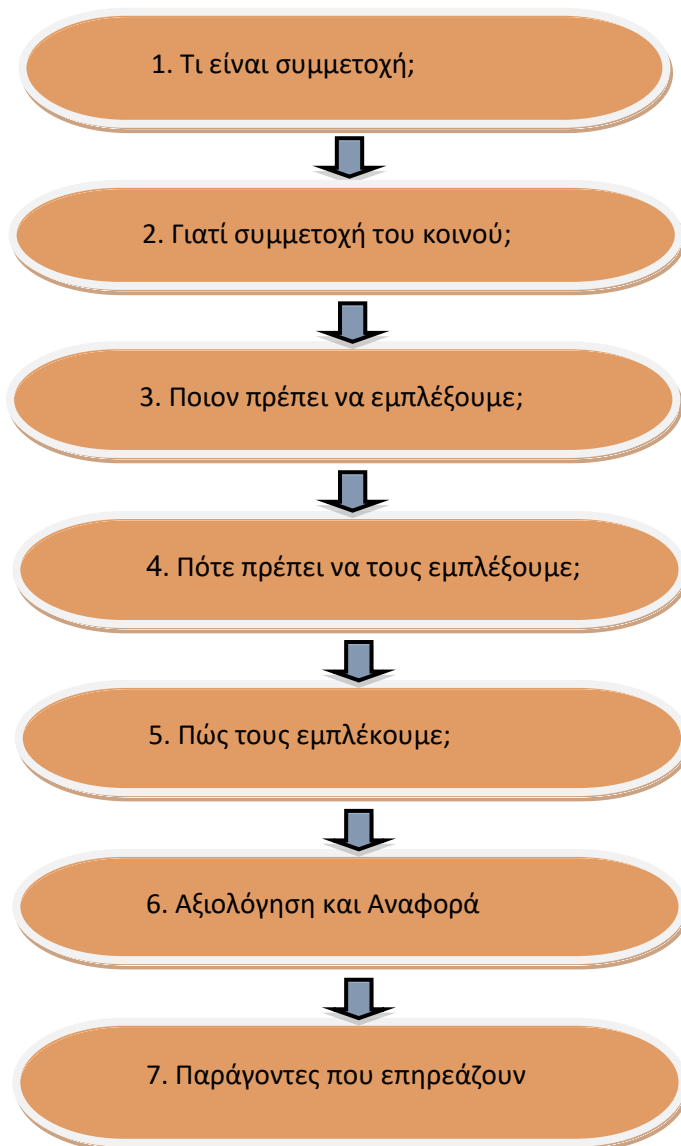 1. Τι είναι συμμετοχή;
2. Γιατί συμμετοχή του κοινού;
3. Ποιον πρέπει να εμπλέξουμε;
4. Πότε πρέπει να τους εμπλέξουμε;
5. Πώς τους εμπλέκουμε;
6. Αξιολόγηση και Αναφορά
7. Παράγοντες που επηρεάζουν